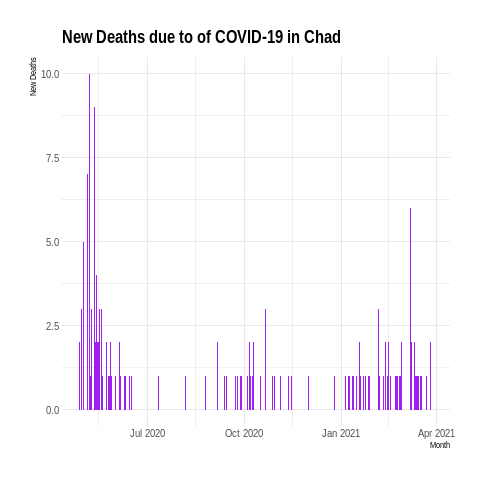 New Deaths due to of COVID-19 in Chad
New Deaths
10.0
7.5
5.0
2.5
0.0
Jul 2020 Oct 2020 Jan 2021 Apr 2021
Month